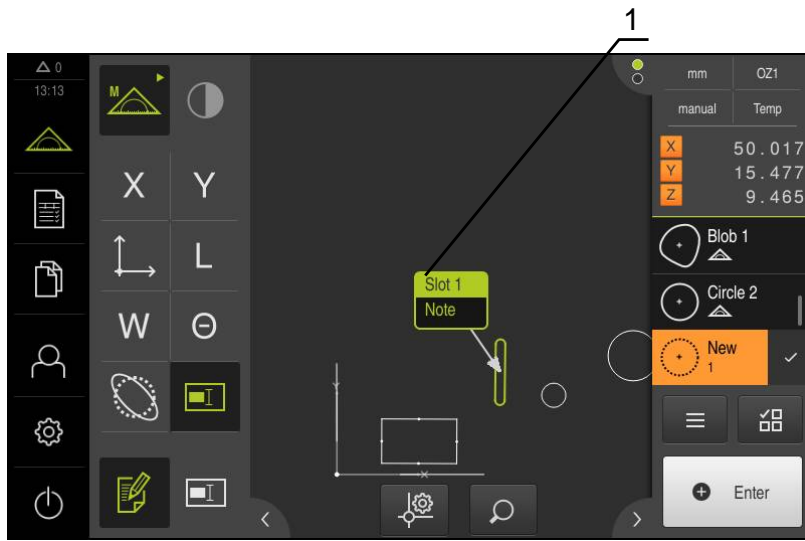 1
0
13:13
M
X Y
L
W Θ
Slot 1
Note
Y
X
mm OZ1
manual Temp
X 50.017
Y 15.477
Z 9.465
Blob 1
Circle 2
New
1
Enter